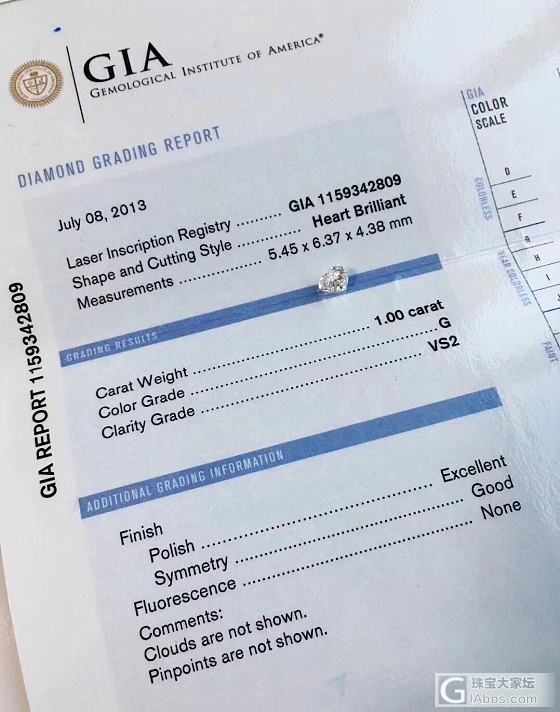 GIA
GEMOLOGICAL INSTITUTE OF AMERICA®
DIAMOND GRADING REPORT
July 08, 2013
Laser Inscription Registry .......... GIA 1159342809
Shape and Cutting Style .............. Heart Brilliant
Measurements .................. 5.45 x 6.37 x 4.38 mm
GRADING RESULTS
Carat Weight .................................... 1.00 carat
Color Grade .................................................. G
Clarity Grade ............................................ VS2
ADDITIONAL GRADING INFORMATION
Finish
Polish ............................................. Excellent
Symmetry ............................................ Good
Fluorescence .............................................. None
Comments:
Clouds are not shown.
Pinpoints are not shown.
GIA REPORT 1159342809
GIA
COLOR
SCALE
COLORLESS
D
E
F
NEAR COLORLESS
G
H
I
FAINT
珠宝大家坛
GIAbbs.com